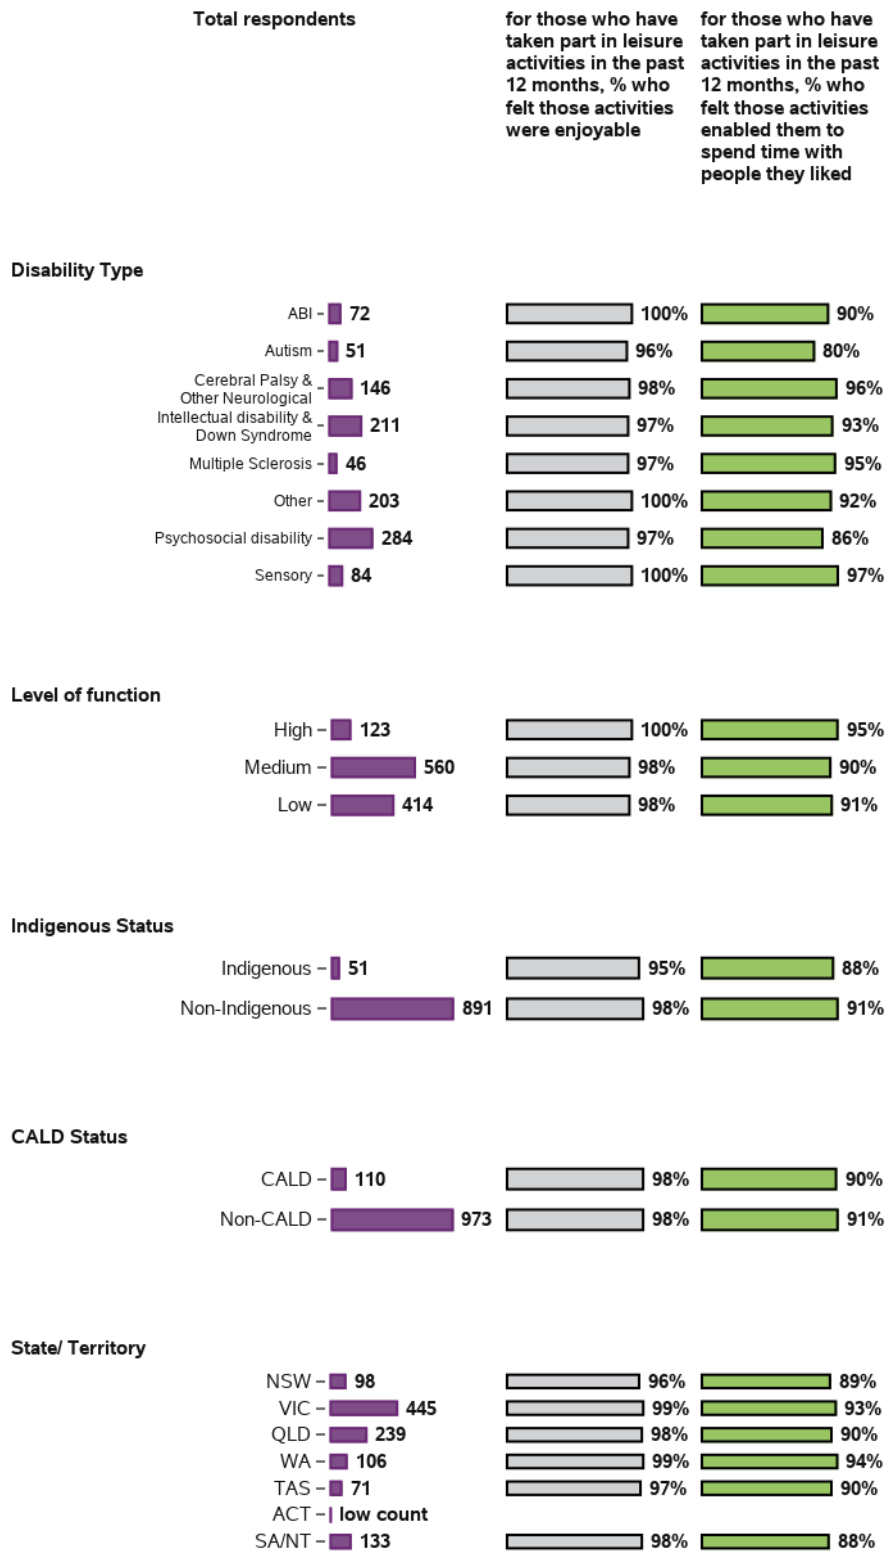 Total respondents
for those who have
taken part in leisure
activities in the past
12 months, % who
felt those activities
were enjoyable
for those who have
taken part in leisure
activities in the past
12 months, % who
felt those activities
enabled them to
spend time with
people they liked
Disability Type
ABI 72 100% 90%
Autism 51 96% 80%
Cerebral Palsy &
Other Neurological 146 98% 96%
Intellectual disability &
Down Syndrome 211 97% 93%
Multiple Sclerosis 46 97% 95%
Other 203 100% 92%
Psychosocial disability 284 97% 86%
Sensory 84 100% 97%
Level of function
High 123 100% 95%
Medium 560 98% 90%
Low 414 98% 91%
Indigenous Status
Indigenous 51 95% 88%
Non-Indigenous 891 98% 91%
CALD Status
CALD 110 98% 90%
Non-CALD 973 98% 91%
State/ Territory
NSW 98 96% 89%
VIC 445 99% 93%
QLD 239 98% 90%
WA 106 99% 94%
TAS 71 97% 90%
ACT low count
SA/NT 133 98% 88%